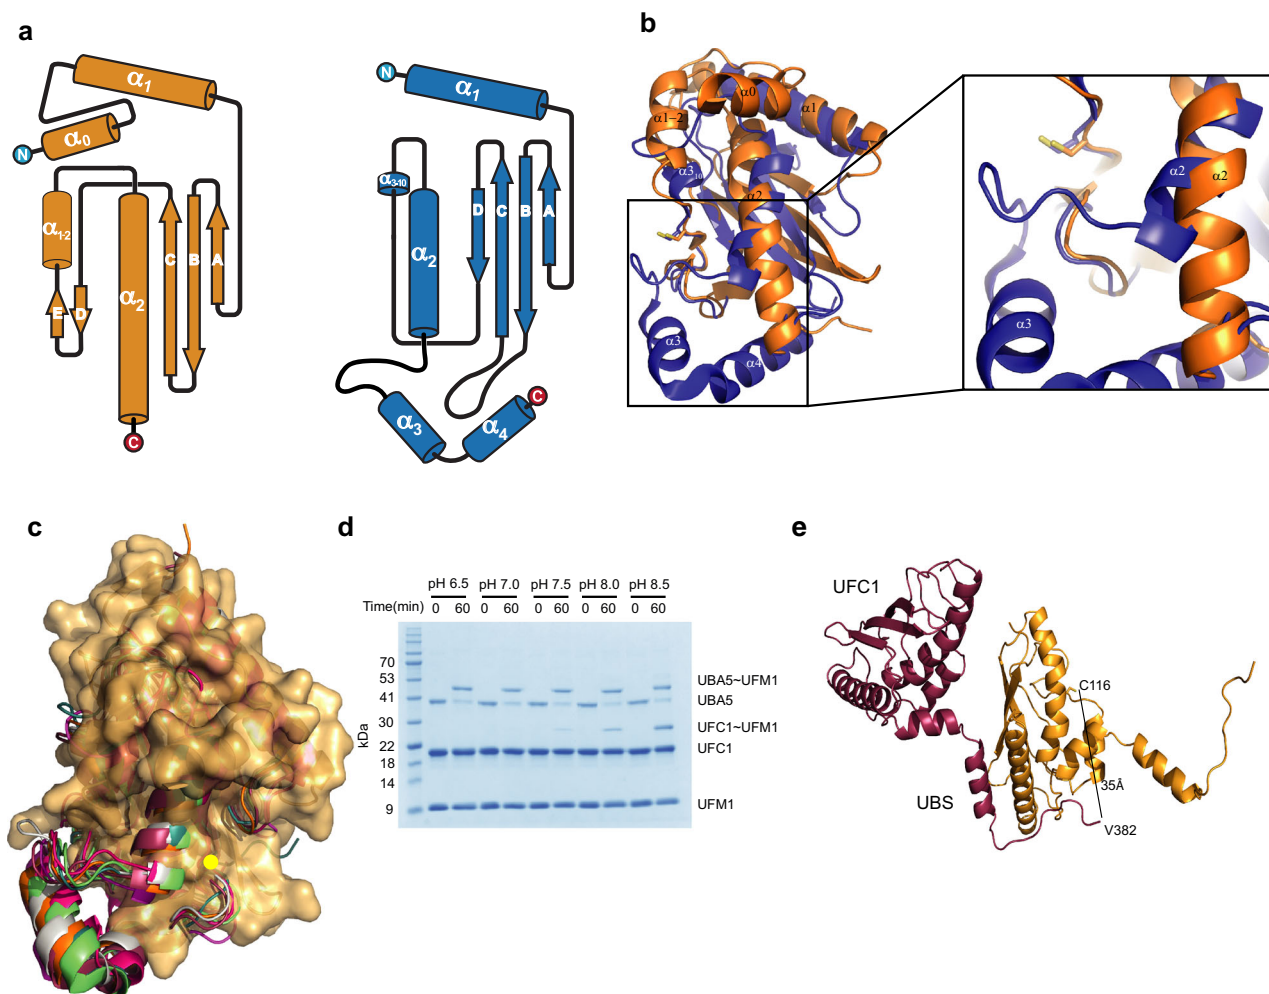 a
α1
α0
N
α1-2
α2
C
B
A
E
D
C
N
α1
α3-10
α2
D
C
B
A
α3
α4
C
b
α0
α1
α1-2
α310
α2
α3
α4
α2
α2
α3
c
d
pH 6.5 pH 7.0 pH 7.5 pH 8.0 pH 8.5
Time(min) 0 60 0 60 0 60 0 60 0 60
kDa
70
53
41
30
22
18
14
9
UBA5~UFM1
UBA5
UFC1~UFM1
UFC1
UFM1
e
UFC1
C116
35Å
UBS
V382